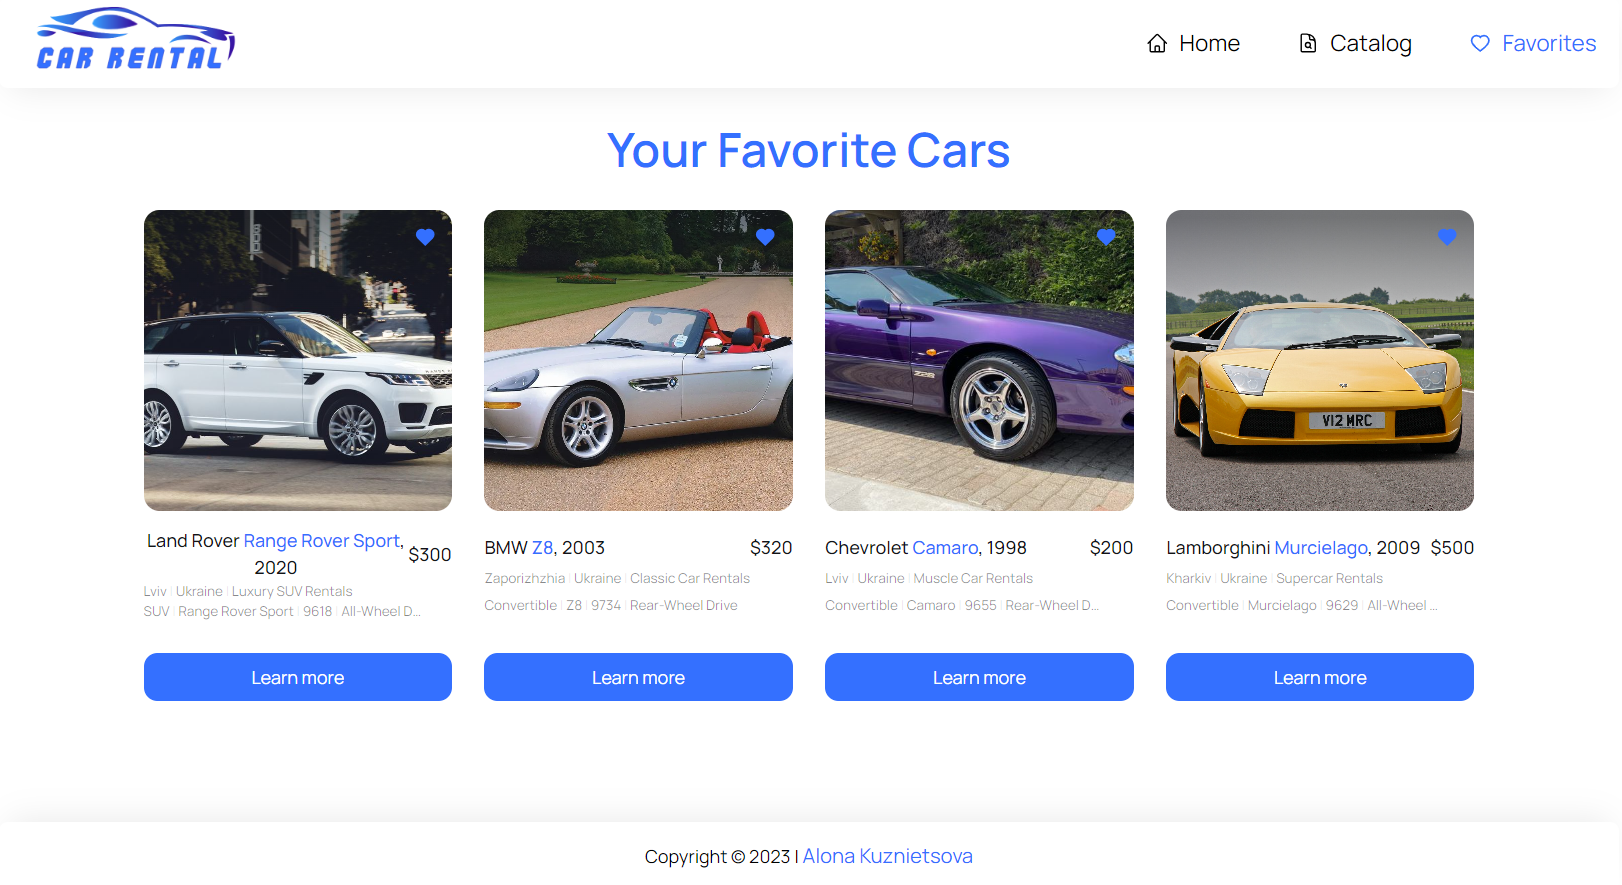 CAR RENTAL
Home
Catalog
Favorites
Your Favorite Cars
V12 MRC
Land Rover Range Rover Sport, 2020
$300
Lviv | Ukraine | Luxury SUV Rentals
SUV | Range Rover Sport | 9618 | All-Wheel D...
Learn more
BMW Z8, 2003
$320
Zaporizhzhia | Ukraine | Classic Car Rentals
Convertible | Z8 | 9734 | Rear-Wheel Drive
Learn more
Chevrolet Camaro, 1998
$200
Lviv | Ukraine | Muscle Car Rentals
Convertible | Camaro | 9655 | Rear-Wheel D...
Learn more
Lamborghini Murcielago, 2009
$500
Kharkiv | Ukraine | Supercar Rentals
Convertible | Murcielago | 9629 | All-Wheel ...
Learn more
Copyright © 2023 | Alona Kuznietsova